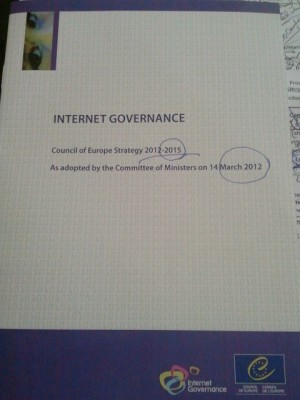 INTERNET GOVERNANCE
Council of Europe Strategy 2012-2015
As adopted by the Committee of Ministers on 14 March 2012
Internet
Governance
COUNCIL
OF EUROPE
CONSEIL
DE L'EUROPE